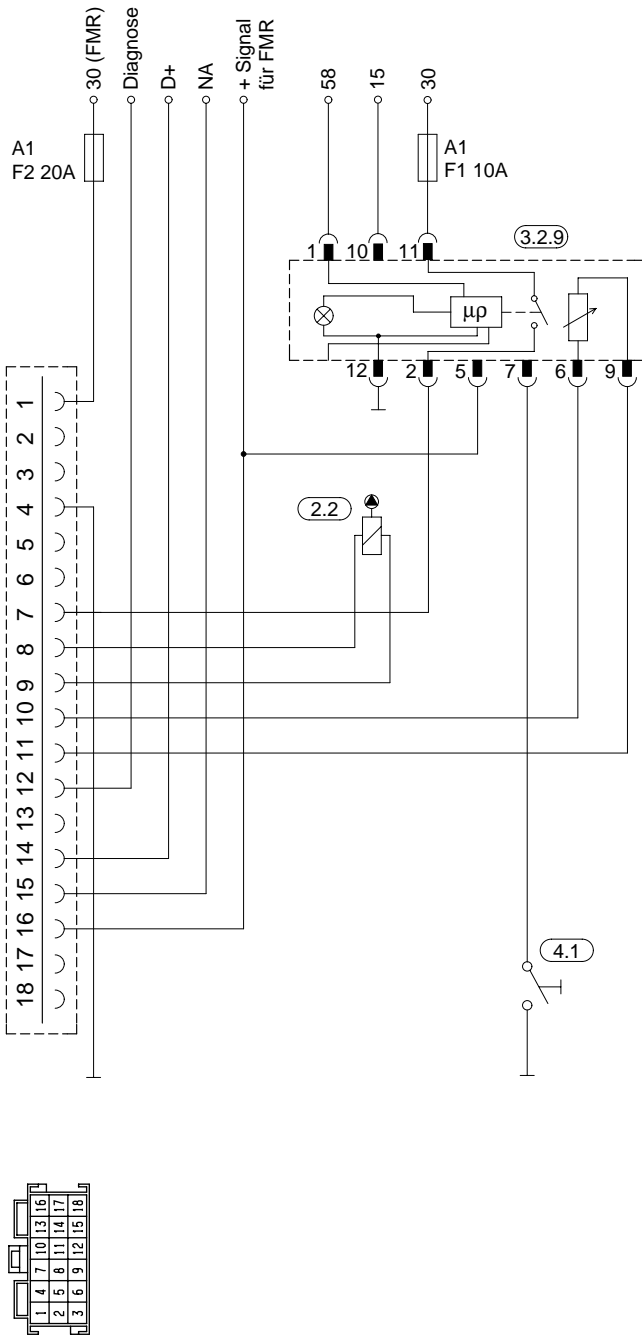 A1
F2 20A
30 (FMR)
Diagnose
D+
NA
+ Signal
für FMR
58
15
30
A1
F1 10A
3.2.9
1
10
11
μρ
12
2
5
7
6
9
2.2
4.1
1
2
3
4
5
6
7
8
9
10
11
12
13
14
15
16
17
18
1 4 7 10 13 16
2 5 8 11 14 17
3 6 9 12 15 18